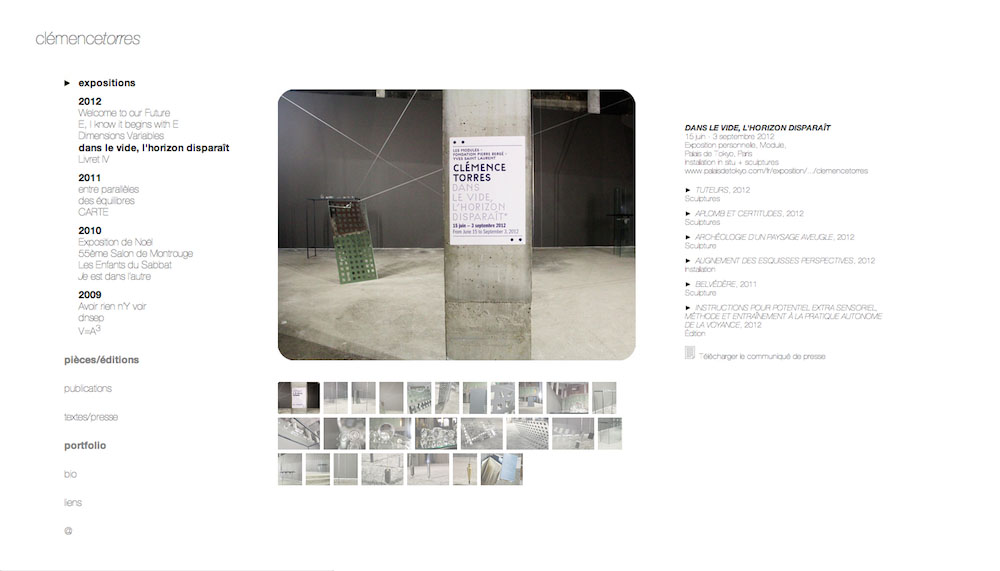 clémencetorres
► expositions
2012
Welcome to our Future
E, I know it begins with E
Dimensions Variables
dans le vide, l'horizon disparaît
Livret IV
2011
entre parallèles
des équilibres
CARTE
2010
Exposition de Noël
55ème Salon de Montrouge
Les Enfants du Sabbat
Je est dans l'autre
2009
Avoir rien n'Y voir
dnsep
V=A3
pièces/éditions
publications
textes/presse
portfolio
bio
liens
@
LES MODULES –
FONDATION PIERRE BERGÉ –
YVES SAINT LAURENT
CLÉMENCE
TORRES
DANS
LE VIDE,
L'HORIZON
DISPARAÎT*
15 juin – 3 septembre 2012
From June 15 to September 3, 2012
DANS LE VIDE, L'HORIZON DISPARAÎT
15 juin - 3 septembre 2012
Exposition personnelle, Module,
Palais de Tokyo, Paris
Installation in situ + sculptures
www.palaisdetokyo.com/fr/exposition/.../clemencetorres
► TUTEURS, 2012
Sculptures
► APLOMB ET CERTITUDES, 2012
Sculptures
► ARCHÉOLOGIE D'UN PAYSAGE AVEUGLE, 2012
Sculpture
► ALIGNEMENT DES ESQUISSES PERSPECTIVES, 2012
Installation
► BELVÉDÈRE, 2011
Sculpture
► INSTRUCTIONS POUR POTENTIEL EXTRA SENSORIEL,
MÉTHODE ET ENTRAÎNEMENT À LA PRATIQUE AUTONOME
DE LA VOYANCE, 2012
Édition
Télécharger le communiqué de presse